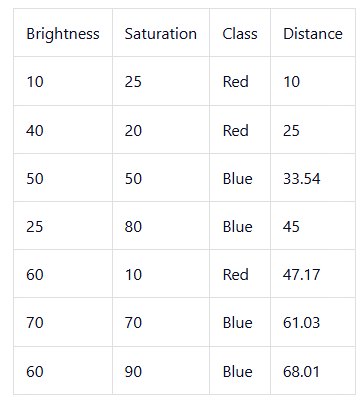 Brightness Saturation Class Distance
10 25 Red 10
40 20 Red 25
50 50 Blue 33.54
25 80 Blue 45
60 10 Red 47.17
70 70 Blue 61.03
60 90 Blue 68.01